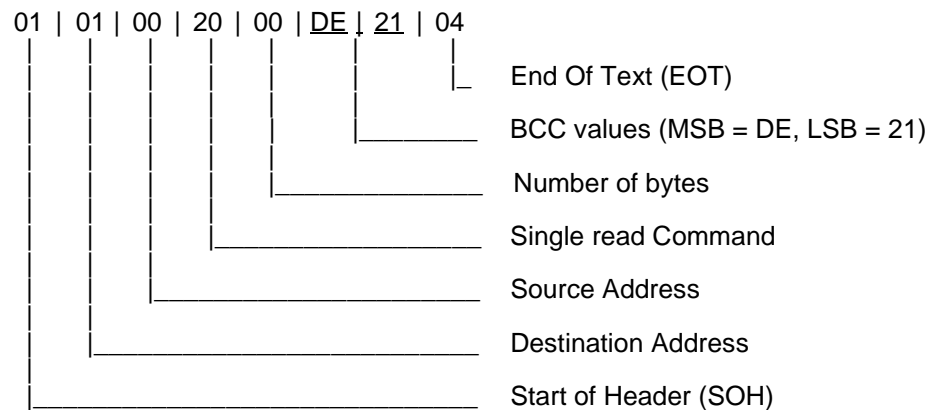 01 | 01 | 00 | 20 | 00 | DE | 21 | 04
End Of Text (EOT)
BCC values (MSB = DE, LSB = 21)
Number of bytes
Single read Command
Source Address
Destination Address
Start of Header (SOH)